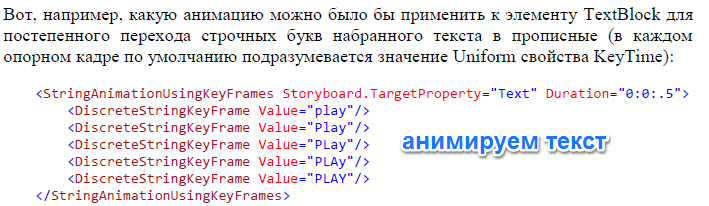 Вот, например, какую анимацию можно было бы применить к элементу TextBlock для
постепенного перехода строчных букв набранного текста в прописные (в каждом
опорном кадре по умолчанию подразумевается значение Uniform свойства KeyTime):
<StringAnimationUsingKeyFrames Storyboard.TargetProperty="Text" Duration="0:0:.5">
<DiscreteStringKeyFrame Value="play"/>
<DiscreteStringKeyFrame Value="Play"/>
<DiscreteStringKeyFrame Value="PLay"/>
<DiscreteStringKeyFrame Value="PLAy"/>
<DiscreteStringKeyFrame Value="PLAY"/>
</StringAnimationUsingKeyFrames>
анимируем текст